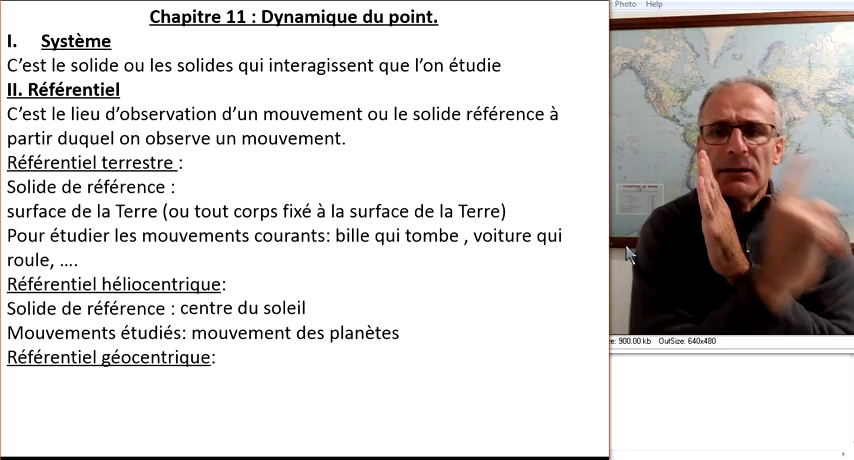 Chapitre 11 : Dynamique du point.
I. Système
C’est le solide ou les solides qui interagissent que l’on étudie
II. Référentiel
C’est le lieu d’observation d’un mouvement ou le solide référence à
partir duquel on observe un mouvement.
Référentiel terrestre :
Solide de référence :
surface de la Terre (ou tout corps fixé à la surface de la Terre)
Pour étudier les mouvements courants: bille qui tombe , voiture qui
roule, ....
Référentiel héliocentrique:
Solide de référence : centre du soleil
Mouvements étudiés: mouvement des planètes
Référentiel géocentrique:
Photo Help
ze: 900.00 kb OutSize: 640x480